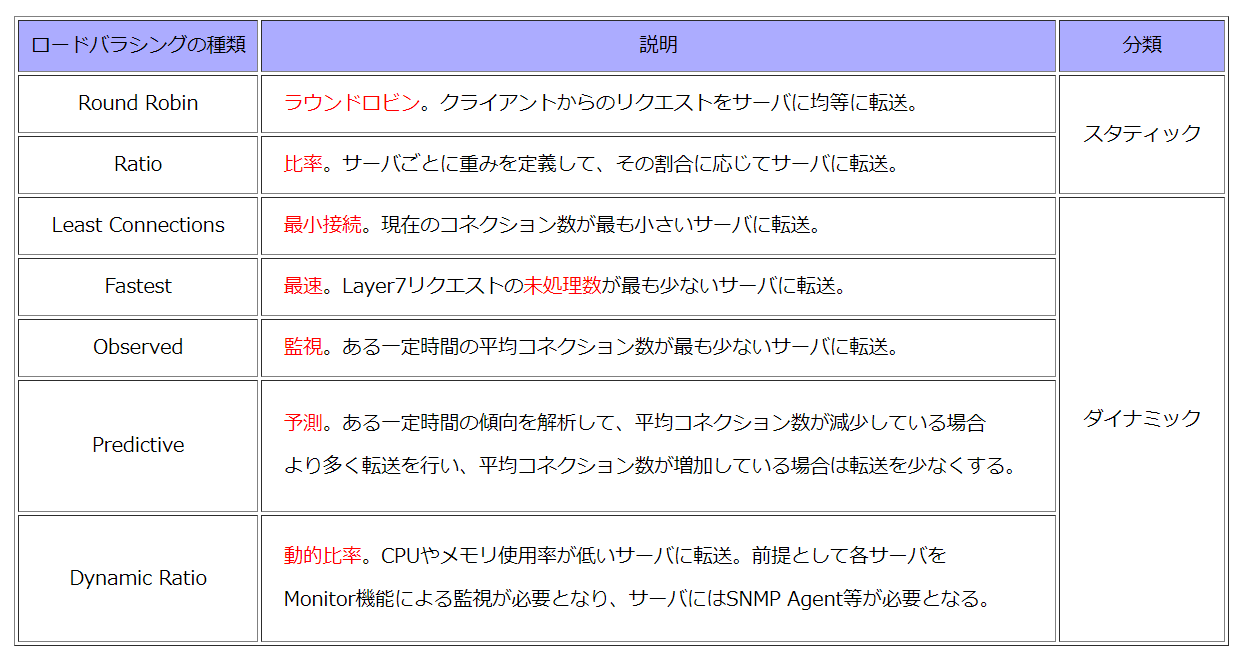 ロードバラシングの種類
説明
分類
Round Robin
ラウンドロビン。クライアントからのリクエストをサーバに均等に転送。
スタティック
Ratio
比率。サーバごとに重みを定義して、その割合に応じてサーバに転送。
Least Connections
最小接続。現在のコネクション数が最も小さいサーバに転送。
ダイナミック
Fastest
最速。Layer7リクエストの未処理数が最も少ないサーバに転送。
Observed
監視。ある一定時間の平均コネクション数が最も少ないサーバに転送。
Predictive
予測。ある一定時間の傾向を解析して、平均コネクション数が減少している場合
より多く転送を行い、平均コネクション数が増加している場合は転送を少なくする。
Dynamic Ratio
動的比率。CPUやメモリ使用率が低いサーバに転送。前提として各サーバを
Monitor機能による監視が必要となり、サーバにはSNMP Agent等が必要となる。